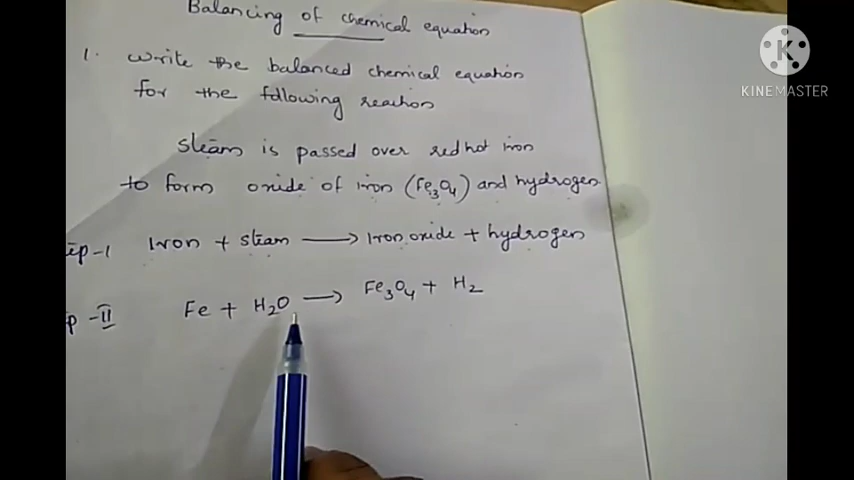 Balancing of chemical equation
1. Write the balanced chemical equation
for the following reaction
steam is passed over red hot iron
to form oxide of iron (Fe₃O₄) and hydrogen.
ep-1 Iron + steam ⟶ Iron oxide + hydrogen
p-II Fe + H₂O ⟶ Fe₃O₄ + H₂
K
KINEMASTER